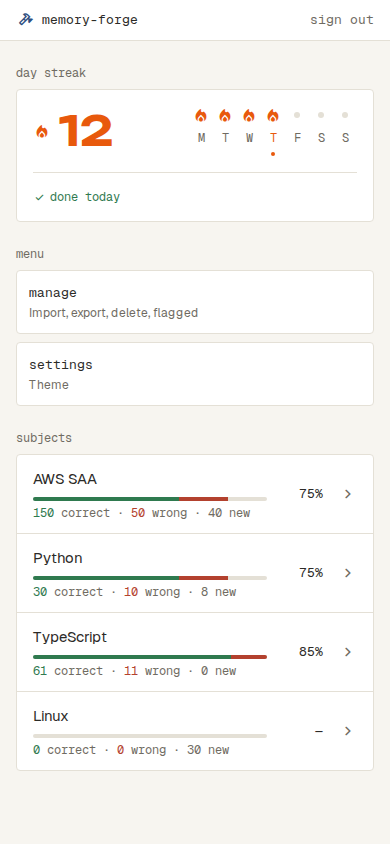 memory-forge
sign out
day streak
12
M T W T F S S
✓ done today
menu
manage
Import, export, delete, flagged
settings
Theme
subjects
AWS SAA
75%
150 correct · 50 wrong · 40 new
Python
75%
30 correct · 10 wrong · 8 new
TypeScript
85%
61 correct · 11 wrong · 0 new
Linux
–
0 correct · 0 wrong · 30 new